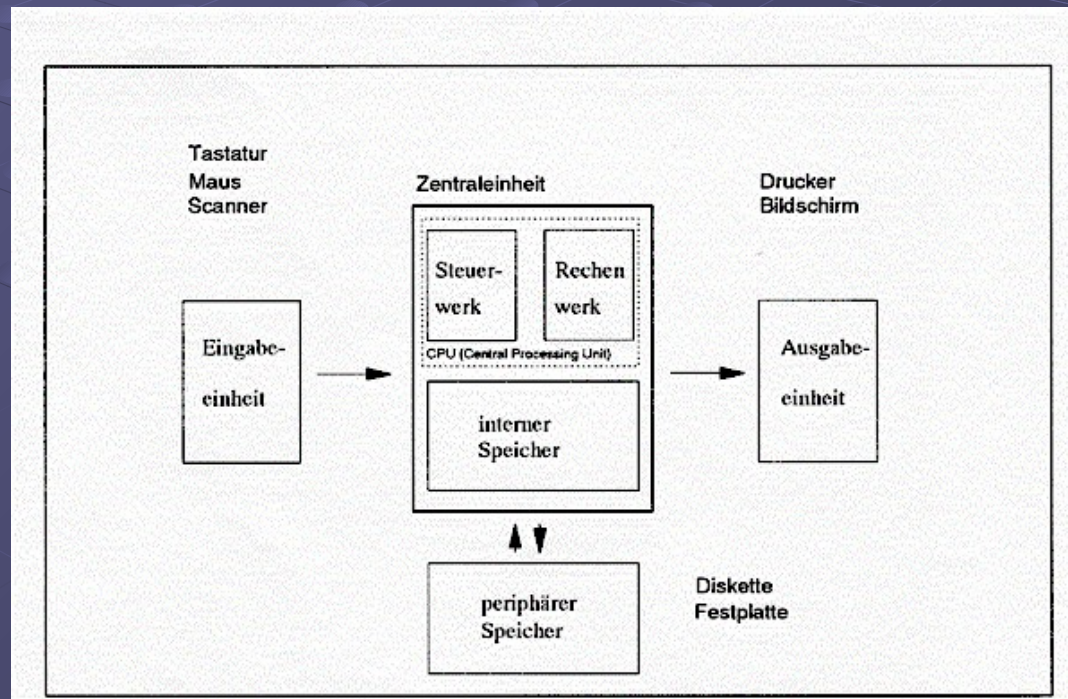 Tastatur
Maus
Scanner
Zentraleinheit
Drucker
Bildschirm
Steuer-
werk
Rechen
werk
CPU (Central Processing Unit)
Eingabe-
einheit
interner
Speicher
Ausgabe-
einheit
periphärer
Speicher
Diskette
Festplatte